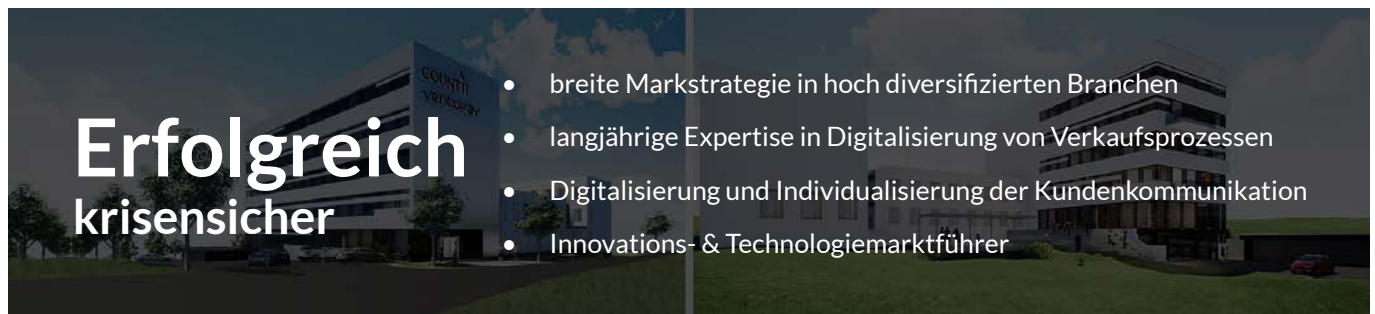 Erfolgreich
krisensicher
• breite Markstrategie in hoch diversifizierten Branchen
• langjährige Expertise in Digitalisierung von Verkaufsprozessen
• Digitalisierung und Individualisierung der Kundenkommunikation
• Innovations- & Technologiemarktführer